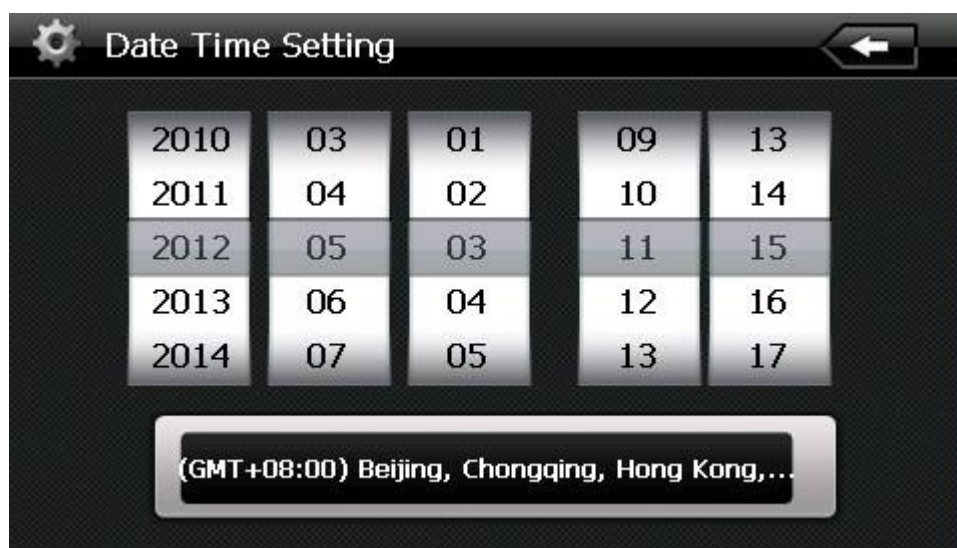 Date Time Setting
2010 03 01 09 13
2011 04 02 10 14
2012 05 03 11 15
2013 06 04 12 16
2014 07 05 13 17
(GMT+08:00) Beijing, Chongqing, Hong Kong,...